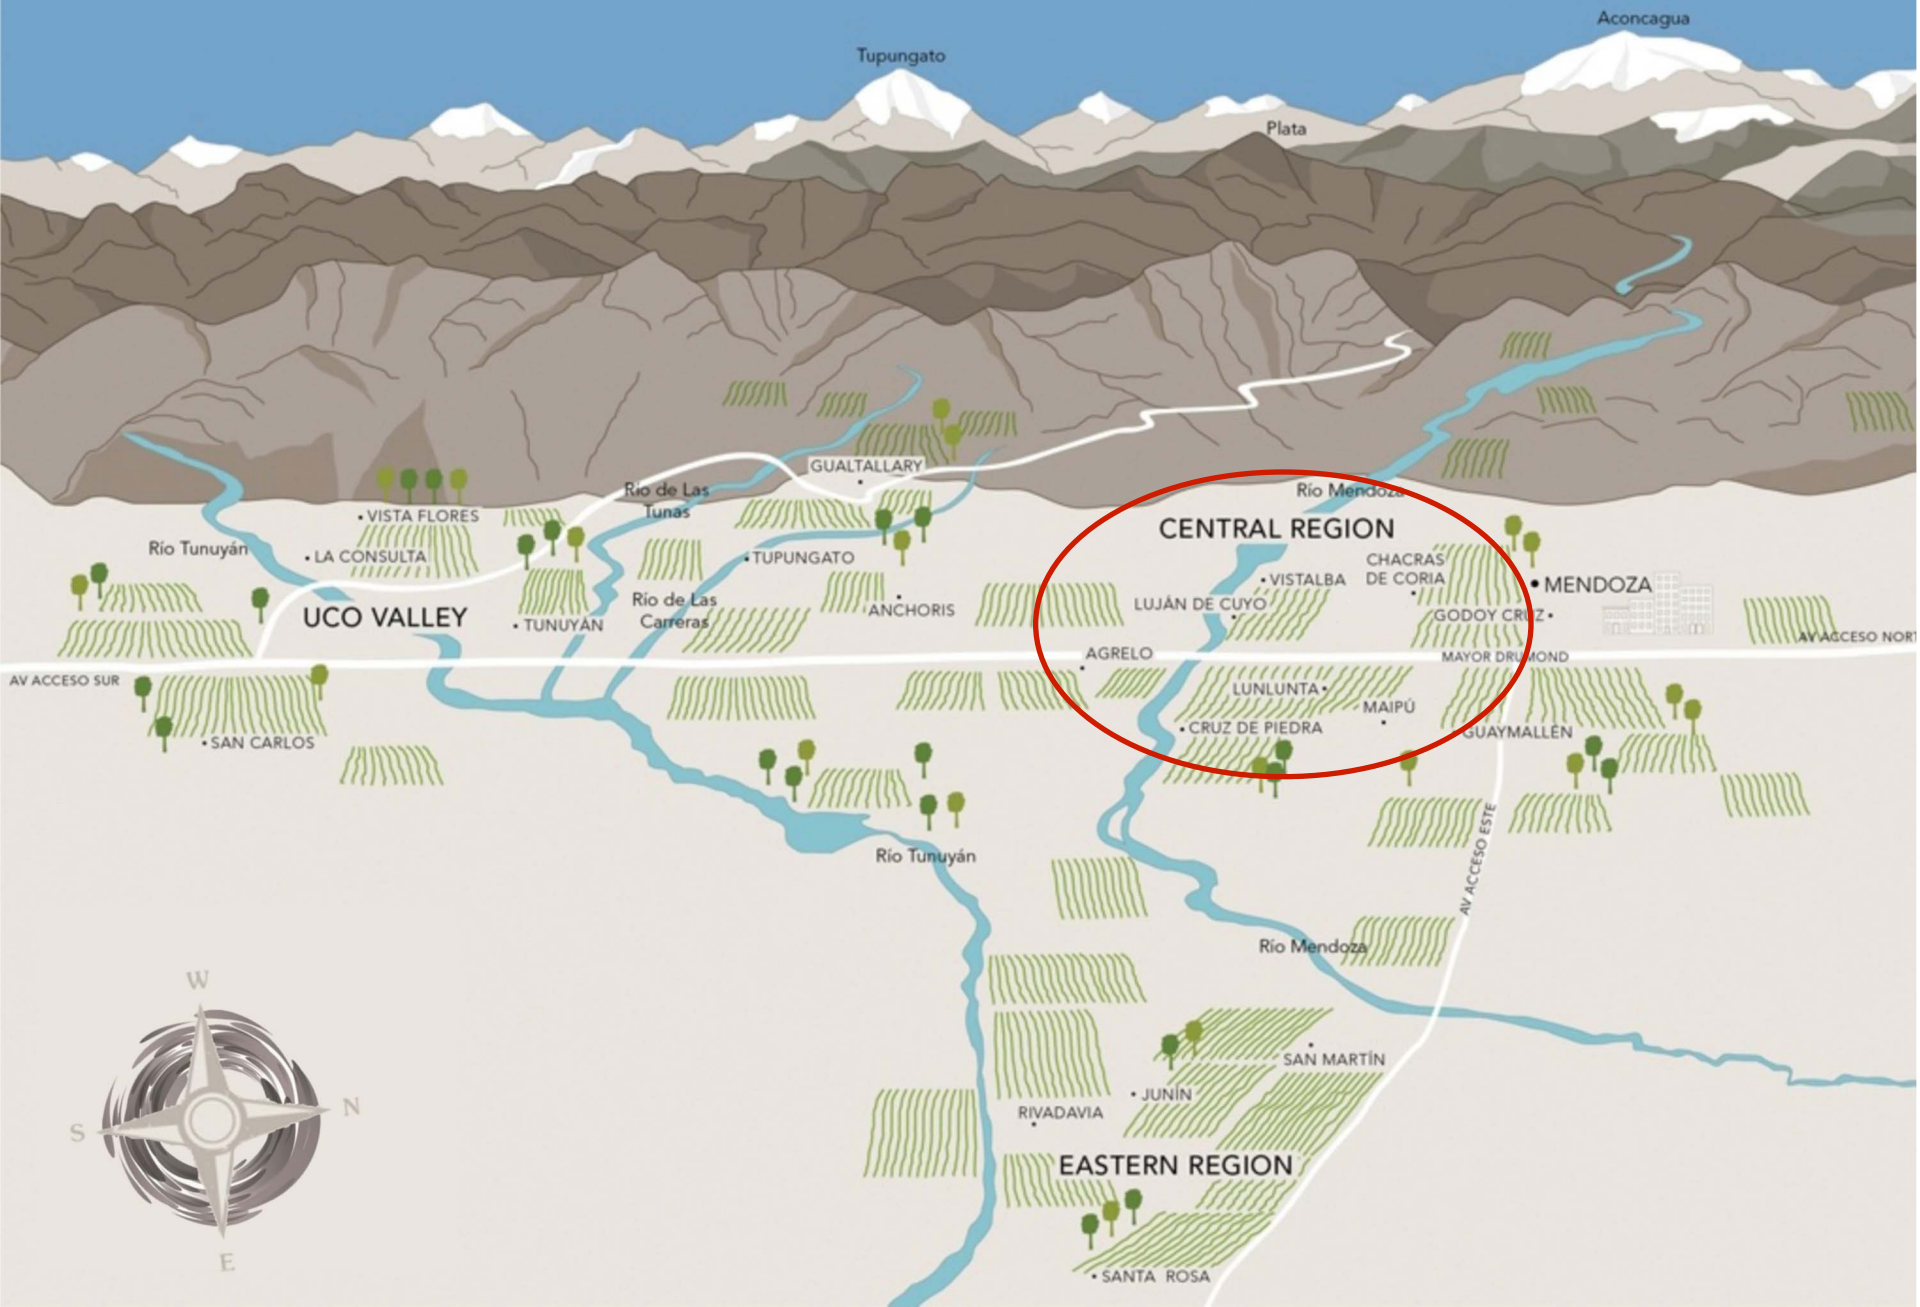 Aconcagua
Tupungato
Plata
GUALTALLARY
Río de Las
Tunas
Río Mendoza
VISTA FLORES
CENTRAL REGION
Río Tunuyán
LA CONSULTA
TUPUNGATO
CHACRAS
DE CORIA
VISTALBA
MENDOZA
UCO VALLEY
TUNUYÁN
Río de Las
Carreras
ANCHORIS
LUJÁN DE CUYO
GODOY CRUZ
AV ACCESO NORT
AGRELO
MAYOR DRUMOND
AV ACCESO SUR
LUNLUNTA
MAIPÚ
CRUZ DE PIEDRA
GUAYMALLÉN
SAN CARLOS
AV ACCESO ESTE
Río Tunuyán
Río Mendoza
W
N
S
E
SAN MARTÍN
JUNÍN
RIVADAVIA
EASTERN REGION
SANTA ROSA